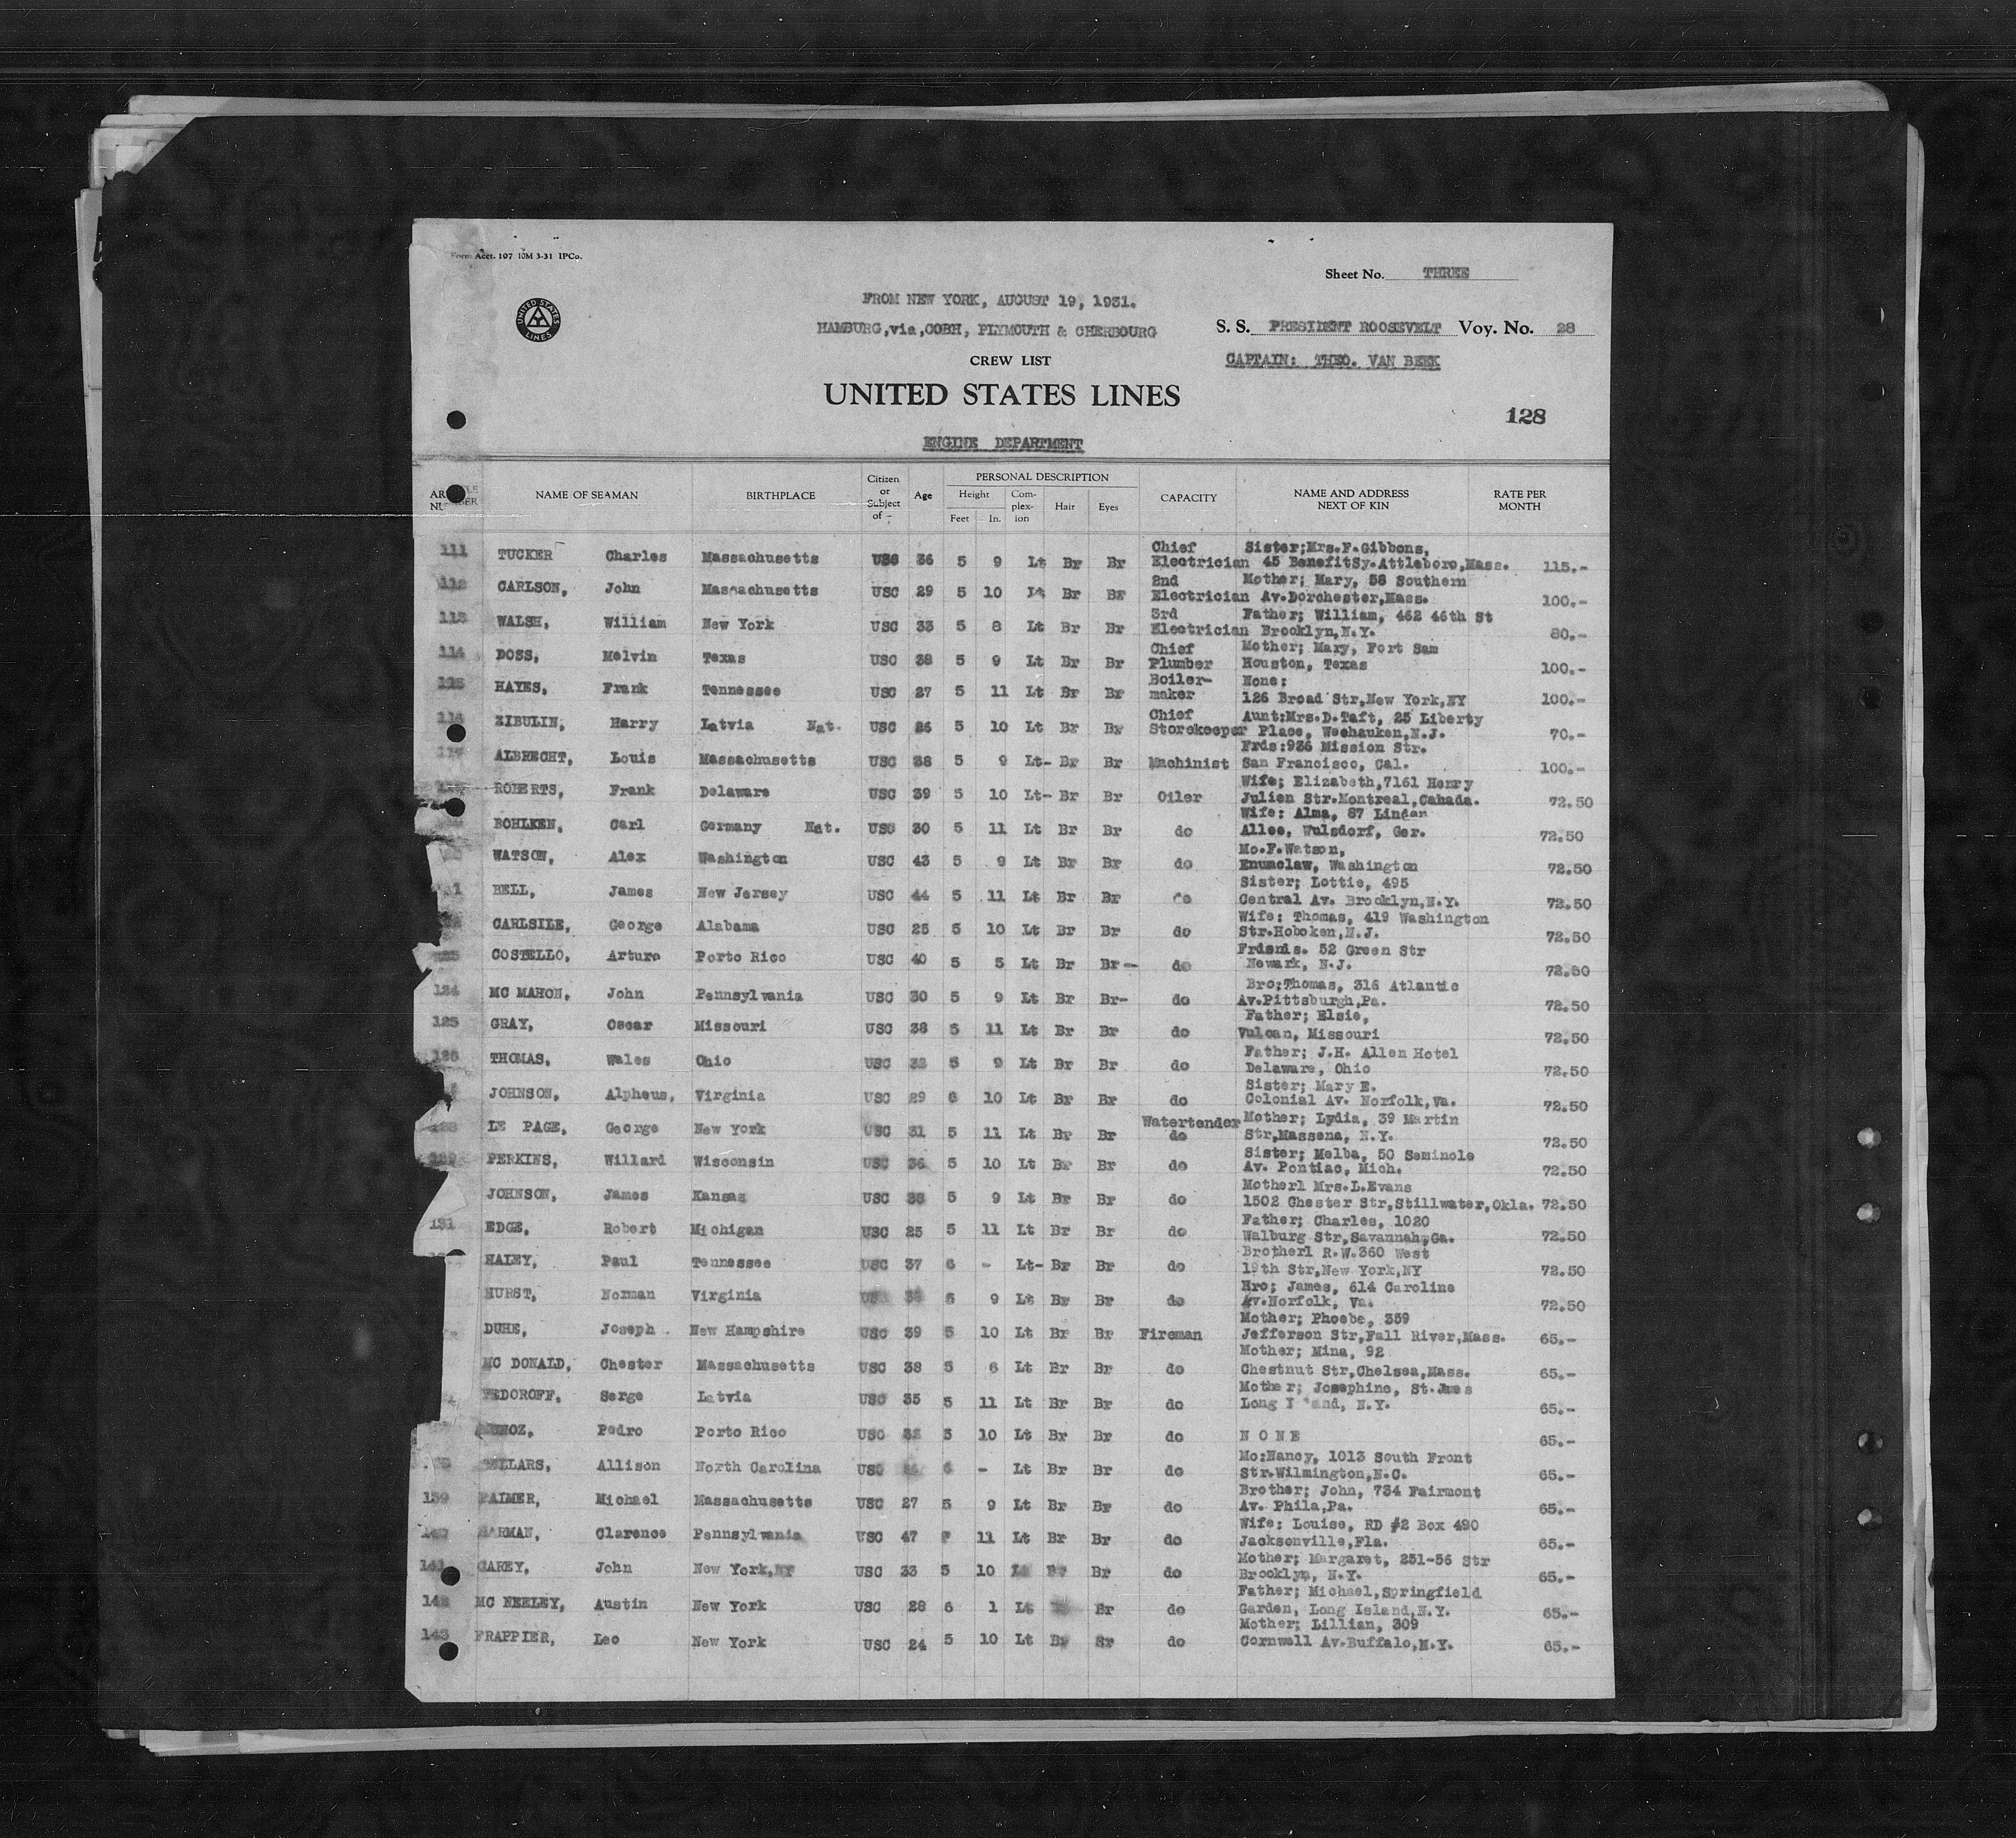 Form Acct. 107 10M 3-31 IPCo.
Sheet No. THREE
FROM NEW YORK, AUGUST 19, 1931.
UNITED STATES LINES
HAMBURG,via,COBH, PLYMOUTH & CHERBOURG S. S. PRESIDENT ROOSEVELT Voy. No. 28
CREW LIST CAPTAIN: THEO. VAN BEEK
UNITED STATES LINES
128
ENGINE DEPARTMENT
NAME OF SEAMAN BIRTHPLACE Citizen or Subject of - Age PERSONAL DESCRIPTION Height Feet In. Com-plex-ion Hair Eyes CAPACITY NAME AND ADDRESS NEXT OF KIN RATE PER MONTH
Chief Sister;Mrs.F.Gibbons,
111 TUCKER Charles Massachusetts USC 36 5 9 Lt Br Br Electrician 45 BenefitSy.Attleboro,Mass. 115.-
2nd Mother; Mary, 58 Southern
112 CARLSON, John Massachusetts USC 29 5 10 Lt Br Br Electrician Av.Dorchester,Mass. 100.-
3rd Father; William, 462 46th St
113 WALSH, William New York USC 33 5 8 Lt Br Br Electrician Brooklyn,N.Y. 80.-
Chief Mother; Mary, Fort Sam
114 DOSS, Melvin Texas USC 38 5 9 Lt Br Br Plumber Houston, Texas 100.-
Boiler- None:
115 HAYES, Frank Tennessee USC 27 5 11 Lt Br Br maker 126 Broad Str,New York,NY 100.-
Chief Aunt:Mrs.D.Taft, 25 Liberty
ZIBULIN, Harry Latvia Nat. USC 26 5 10 Lt Br Br Storekeeper Place, Weehauken,N.J. 70.-
Frds:936 Mission Str.
ALBRECHT, Louis Massachusetts USC 38 5 9 Lt- Br Br Machinist San Francisco, Cal. 100.-
Wife; Elizabeth,7161 Henry
ROBERTS, Frank Delaware USC 39 5 10 Lt- Br Br Oiler Julien Str.Montreal,Cahada. 72.50
Wife: Alma, 87 Linden
BOHLKEN, Carl Germany Nat. USC 30 5 11 Lt Br Br do Allee, Wulsdorf, Ger. 72.50
Mo.F.Watson,
WATSON, Alex Washington USC 43 5 9 Lt Br Br do Enumclaw, Washington 72.50
Sister; Lottie, 495
BELL, James New Jersey USC 44 5 11 Lt Br Br do Central Av. Brooklyn,N.Y. 72.50
Wife: Thomas, 419 Washington
CARLSILE, George Alabama USC 25 5 10 Lt Br Br do Str.Hoboken,N.J. 72.50
52 Green Str
COSTELLO, Arturo Porto Rico USC 40 5 5 Lt Br Br- do Newark, N.J. 72.50
Bro;Thomas, 316 Atlantic
124 MC MAHON, John Pennsylvania USC 30 5 9 Lt Br Br- do Av.Pittsburgh,Pa. 72.50
Father; Elsie,
125 GRAY, Oscar Missouri USC 38 5 11 Lt Br Br do Vulcan, Missouri 72.50
Father; J.H. Allen Hotel
126 THOMAS, Wales Ohio USC 32 5 9 Lt Br Br do Delaware, Ohio 72.50
Sister; Mary E.
JOHNSON, Alpheus, Virginia USC 29 6 10 Lt Br Br do Colonial Av. Norfolk,Va. 72.50
Watertender Mother; Lydia, 39 Martin
128 LE PAGE, George New York USC 31 5 11 Lt Br Br do Str,Massena, N.Y. 72.50
Sister; Melba, 50 Seminole
129 PERKINS, Willard Wisconsin USC 36 5 10 Lt Br Br do Av. Pontiac, Mich. 72.50
Motherl Mrs.L.Evans
JOHNSON, James Kansas USC 38 5 9 Lt Br Br do 1502 Chester Str,Stillwater,Okla. 72.50
Father; Charles, 1020
131 EDGE, Robert Michigan USC 25 5 11 Lt Br Br do Walburg Str,Savannah,Ga. 72.50
Brotherl R.W.360 West
HALEY, Paul Tennessee USC 37 6 - Lt- Br Br do 19th Str,New York,NY 72.50
Bro; James, 614 Caroline
HURST, Norman Virginia 5 9 Lt Br Br do Av.Norfolk, Va. 72.50
Mother; Phoebe, 359
DUHE, Joseph New Hampshire USC 39 5 10 Lt Br Br Fireman Jefferson Str,Fall River,Mass. 65.-
Mother; Mina, 92
MC DONALD, Chester Massachusetts USC 38 5 6 Lt Br Br do Chestnut Str,Chelsea,Mass. 65.-
Mother; Josephine, St.Jmes
FEDOROFF, Serge Latvia USC 35 5 11 Lt Br Br do Long Island, N.Y. 65.-
MUNOZ, Pedro Porto Rico USC 32 5 10 Lt Br Br do N O N E 65.-
Mo:Nancy, 1013 South Front
Allison North Carolina USC 6 - Lt Br Br do Str.Wilmington,N.C. 65.-
Brother; John, 734 Fairmont
139 PALMER, Michael Massachusetts USC 27 5 9 Lt Br Br do Av. Phila,Pa. 65.-
Wife: Louise, RD #2 Box 490
HARMAN, Clarence Pennsylvania USC 47 11 Lt Br Br do Jacksonville,Fla. 65.-
Mother; Margaret, 251-56 Str
141 John New York,NY USC 33 5 10 Br do Brooklyn, N.Y. 65.-
Father; Michael,Springfield
142 MC NEELEY, Austin New York USC 28 6 1 Lt Br do Garden, Long Island,N.Y. 65.-
Mother; Lillian, 309
143 FRAPPIER, Leo New York USC 24 5 10 Lt Br Br do Cornwell Av.Buffalo,N.Y. 65.-